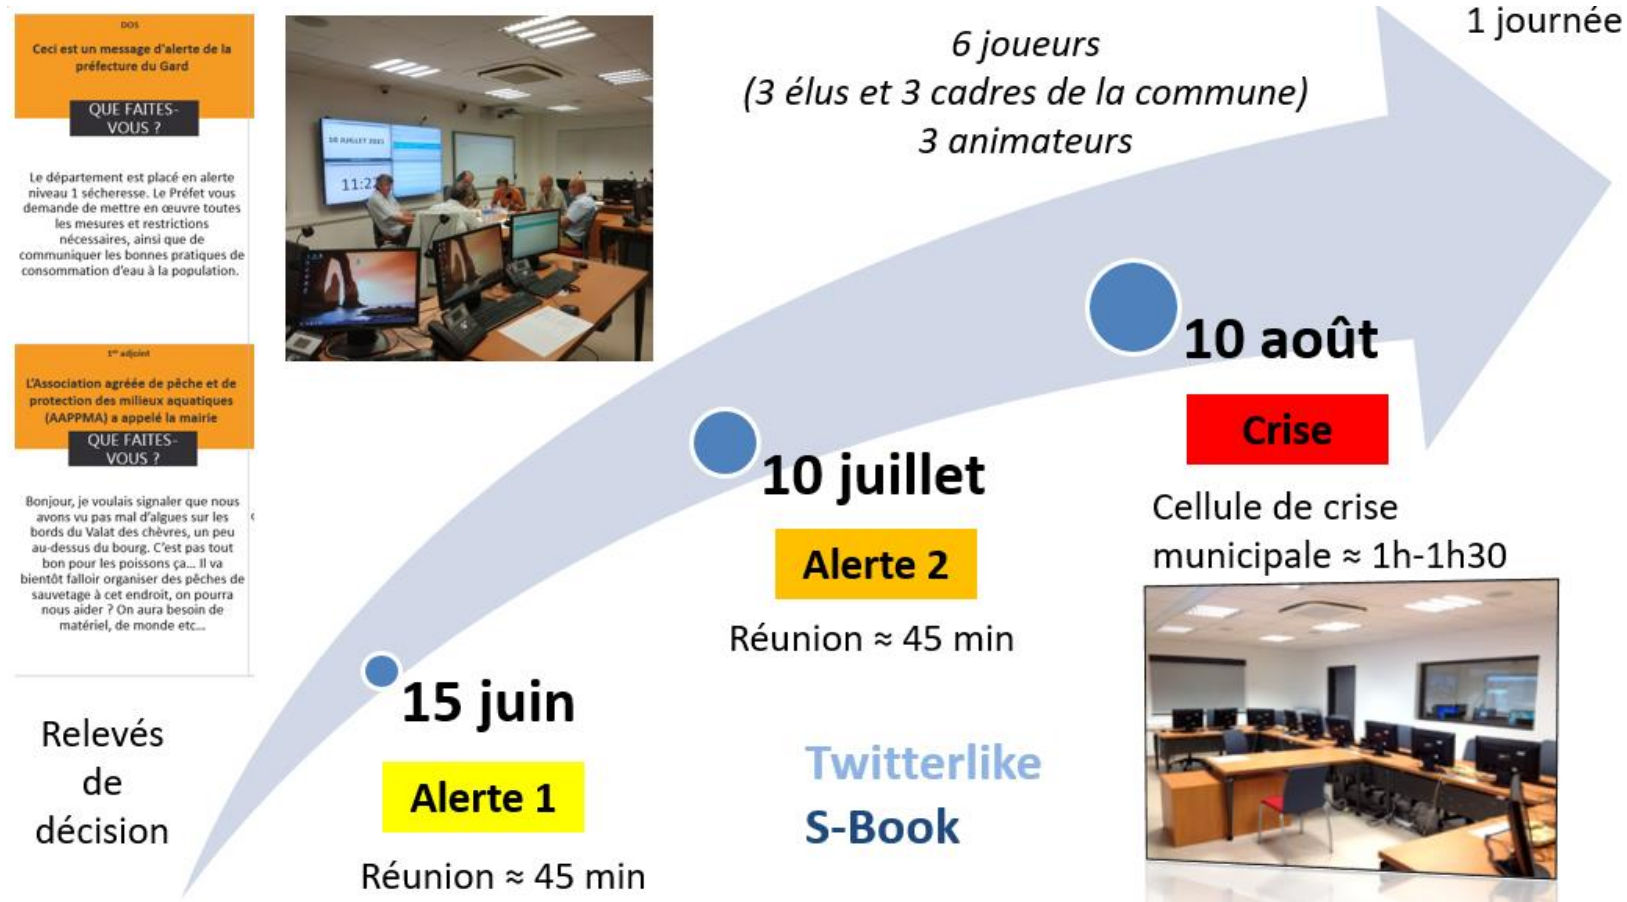 DOS
Ceci est un message d'alerte de la
préfecture du Gard
QUE FAITES-
VOUS ?
Le département est placé en alerte
niveau 1 sécheresse. Le Préfet vous
demande de mettre en œuvre toutes
les mesures et restrictions
nécessaires, ainsi que de
communiquer les bonnes pratiques de
consommation d'eau à la population.
1er adjoint
L'Association agréée de pêche et de
protection des milieux aquatiques
(AAPPMA) a appelé la mairie
QUE FAITES-
VOUS ?
Bonjour, je voulais signaler que nous
avons vu pas mal d'algues sur les
bords du Valat des chèvres, un peu
au-dessus du bourg. C'est pas tout
bon pour les poissons ça... Il va
bientôt falloir organiser des pêches de
sauvetage à cet endroit, on pourra
nous aider ? On aura besoin de
matériel, de monde etc...
Relevés
de
décision
10 JUILLET
11:2
6 joueurs
(3 élus et 3 cadres de la commune)
3 animateurs
1 journée
15 juin
Alerte 1
Réunion ≈ 45 min
10 juillet
Alerte 2
Réunion ≈ 45 min
10 août
Crise
Cellule de crise
municipale ≈ 1h-1h30
Twitterlike
S-Book